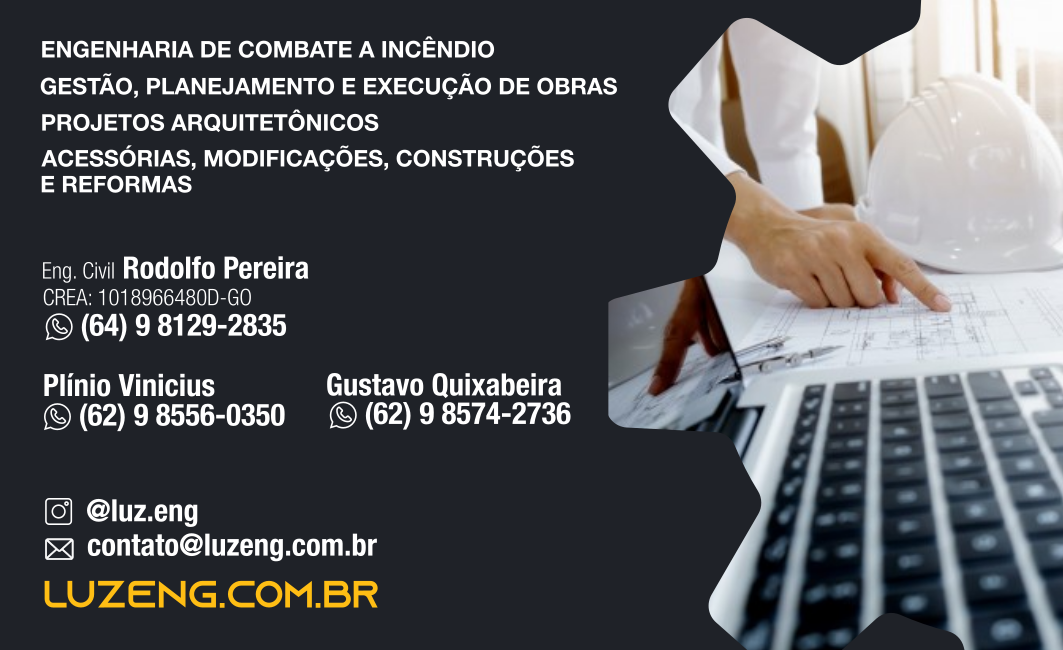 ENGENHARIA DE COMBATE A INCÊNDIO
GESTÃO, PLANEJAMENTO E EXECUÇÃO DE OBRAS
PROJETOS ARQUITETÔNICOS
ACESSÓRIAS, MODIFICAÇÕES, CONSTRUÇÕES
E REFORMAS
Eng. Civil Rodolfo Pereira
CREA: 1018966480D-GO
(64) 9 8129-2835
Plínio Vinicius
(62) 9 8556-0350
Gustavo Quixabeira
(62) 9 8574-2736
@luz.eng
contato@luzeng.com.br
LUZENG.COM.BR